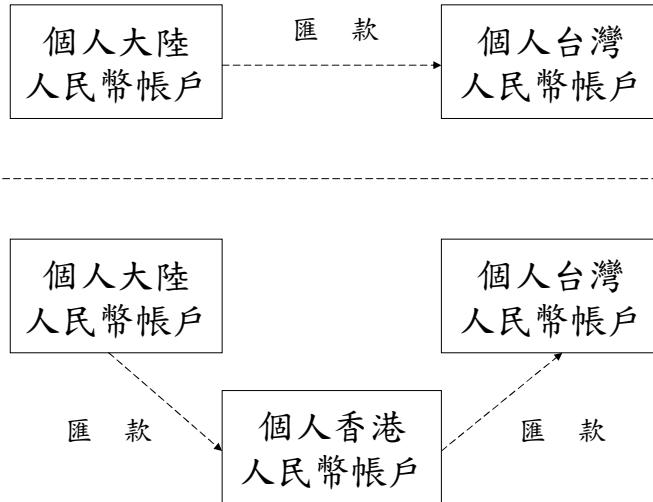 個人大陸
人民幣帳戶
匯 款
個人台灣
人民幣帳戶
個人大陸
人民幣帳戶
個人台灣
人民幣帳戶
匯 款
個人香港
人民幣帳戶
匯 款